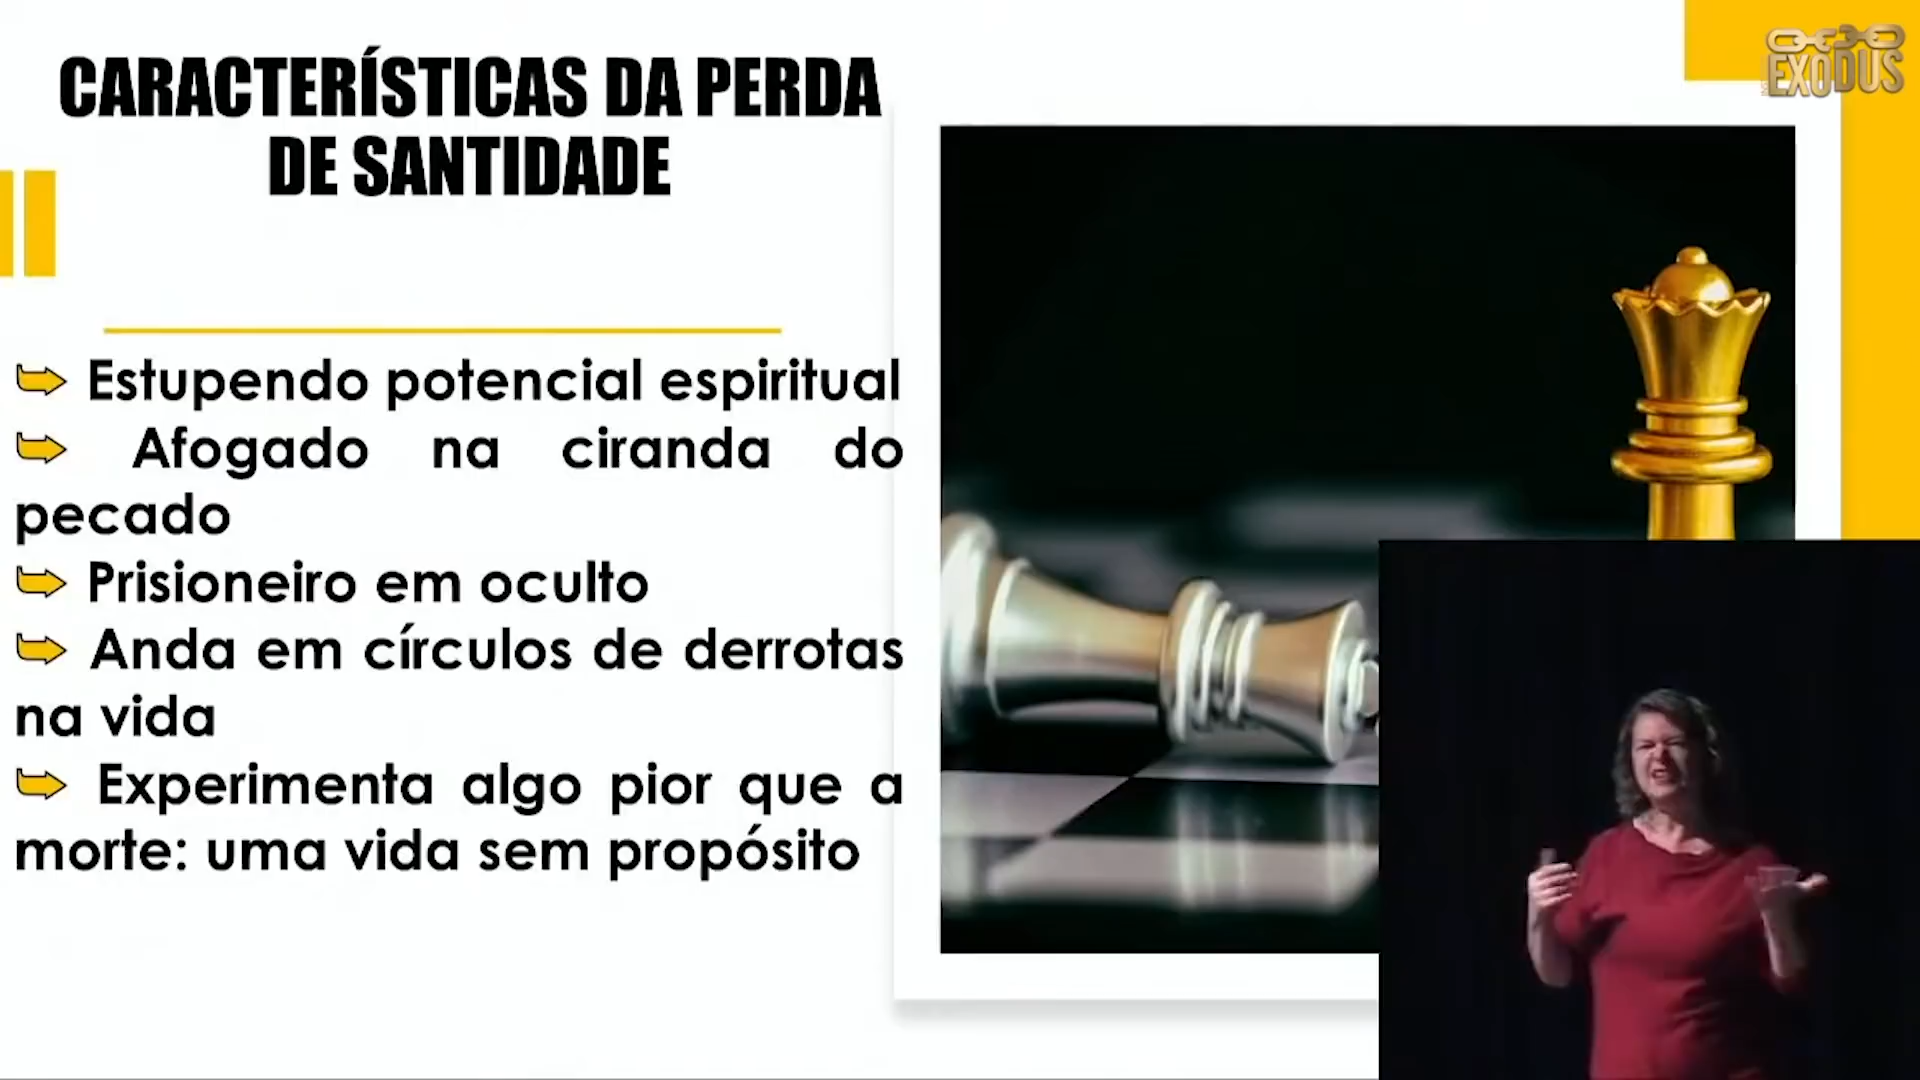 CARACTERÍSTICAS DA PERDA
DE SANTIDADE
EXODUS
Estupendo potencial espiritual
Afogado na ciranda do
pecado
Prisioneiro em oculto
Anda em círculos de derrotas
na vida
Experimenta algo pior que a
morte: uma vida sem propósito